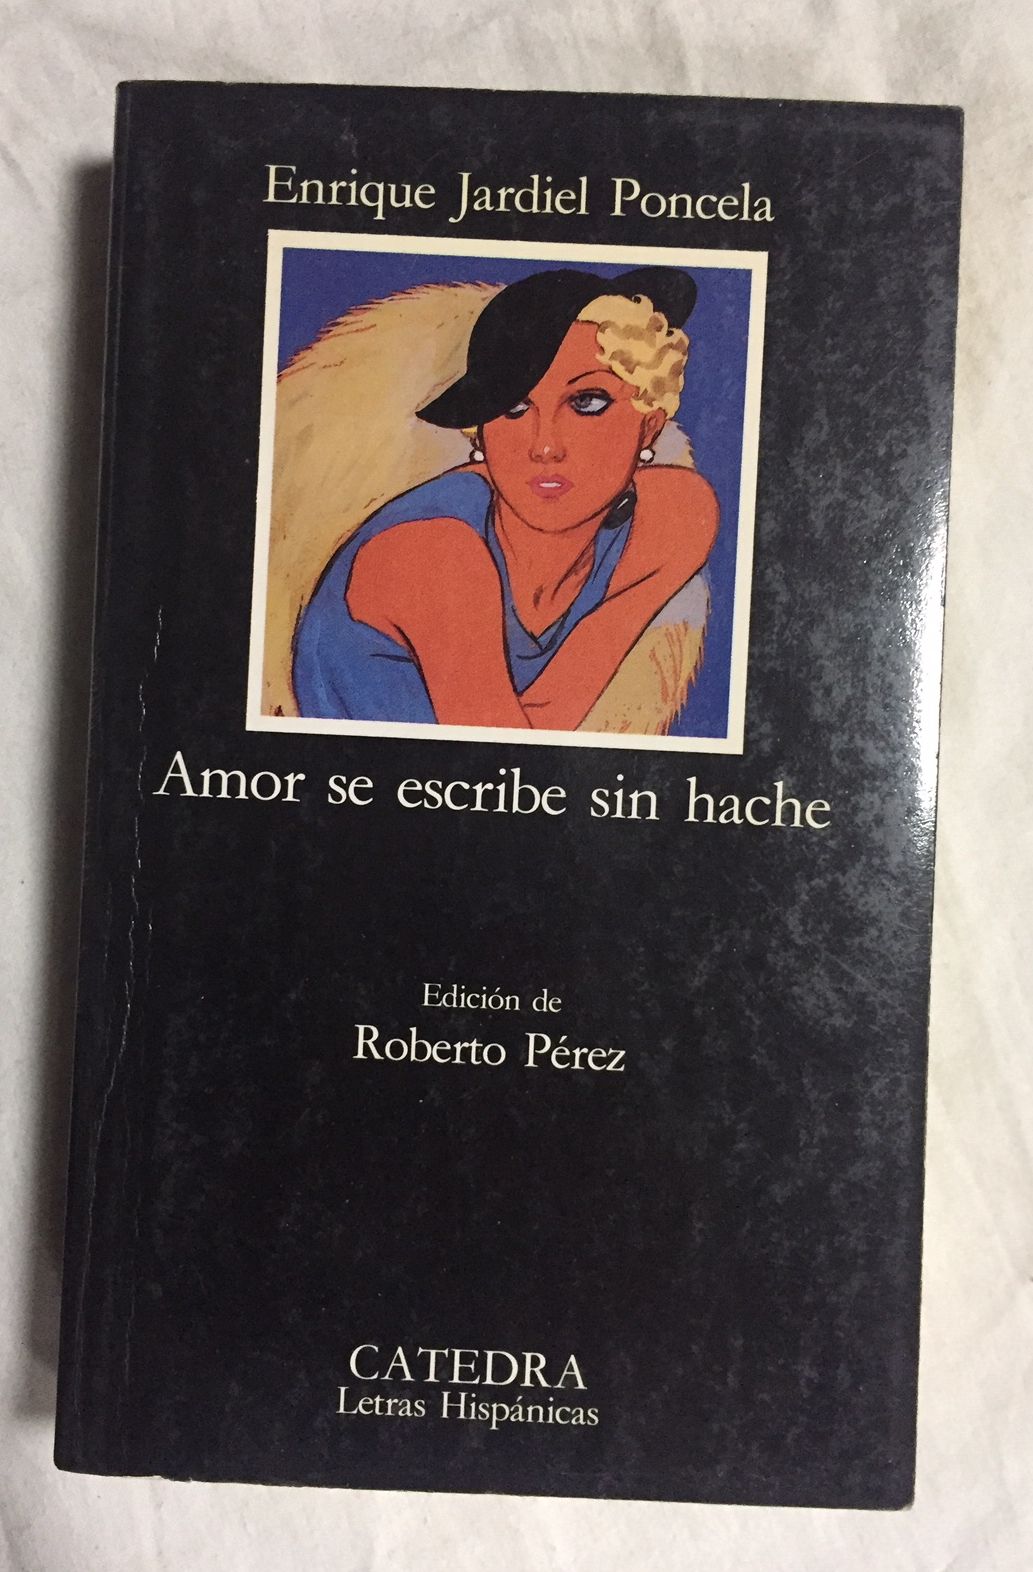 Enrique Jardiel Poncela
Amor se escribe sin hache
Edición de
Roberto Pérez
CATEDRA
Letras Hispánicas